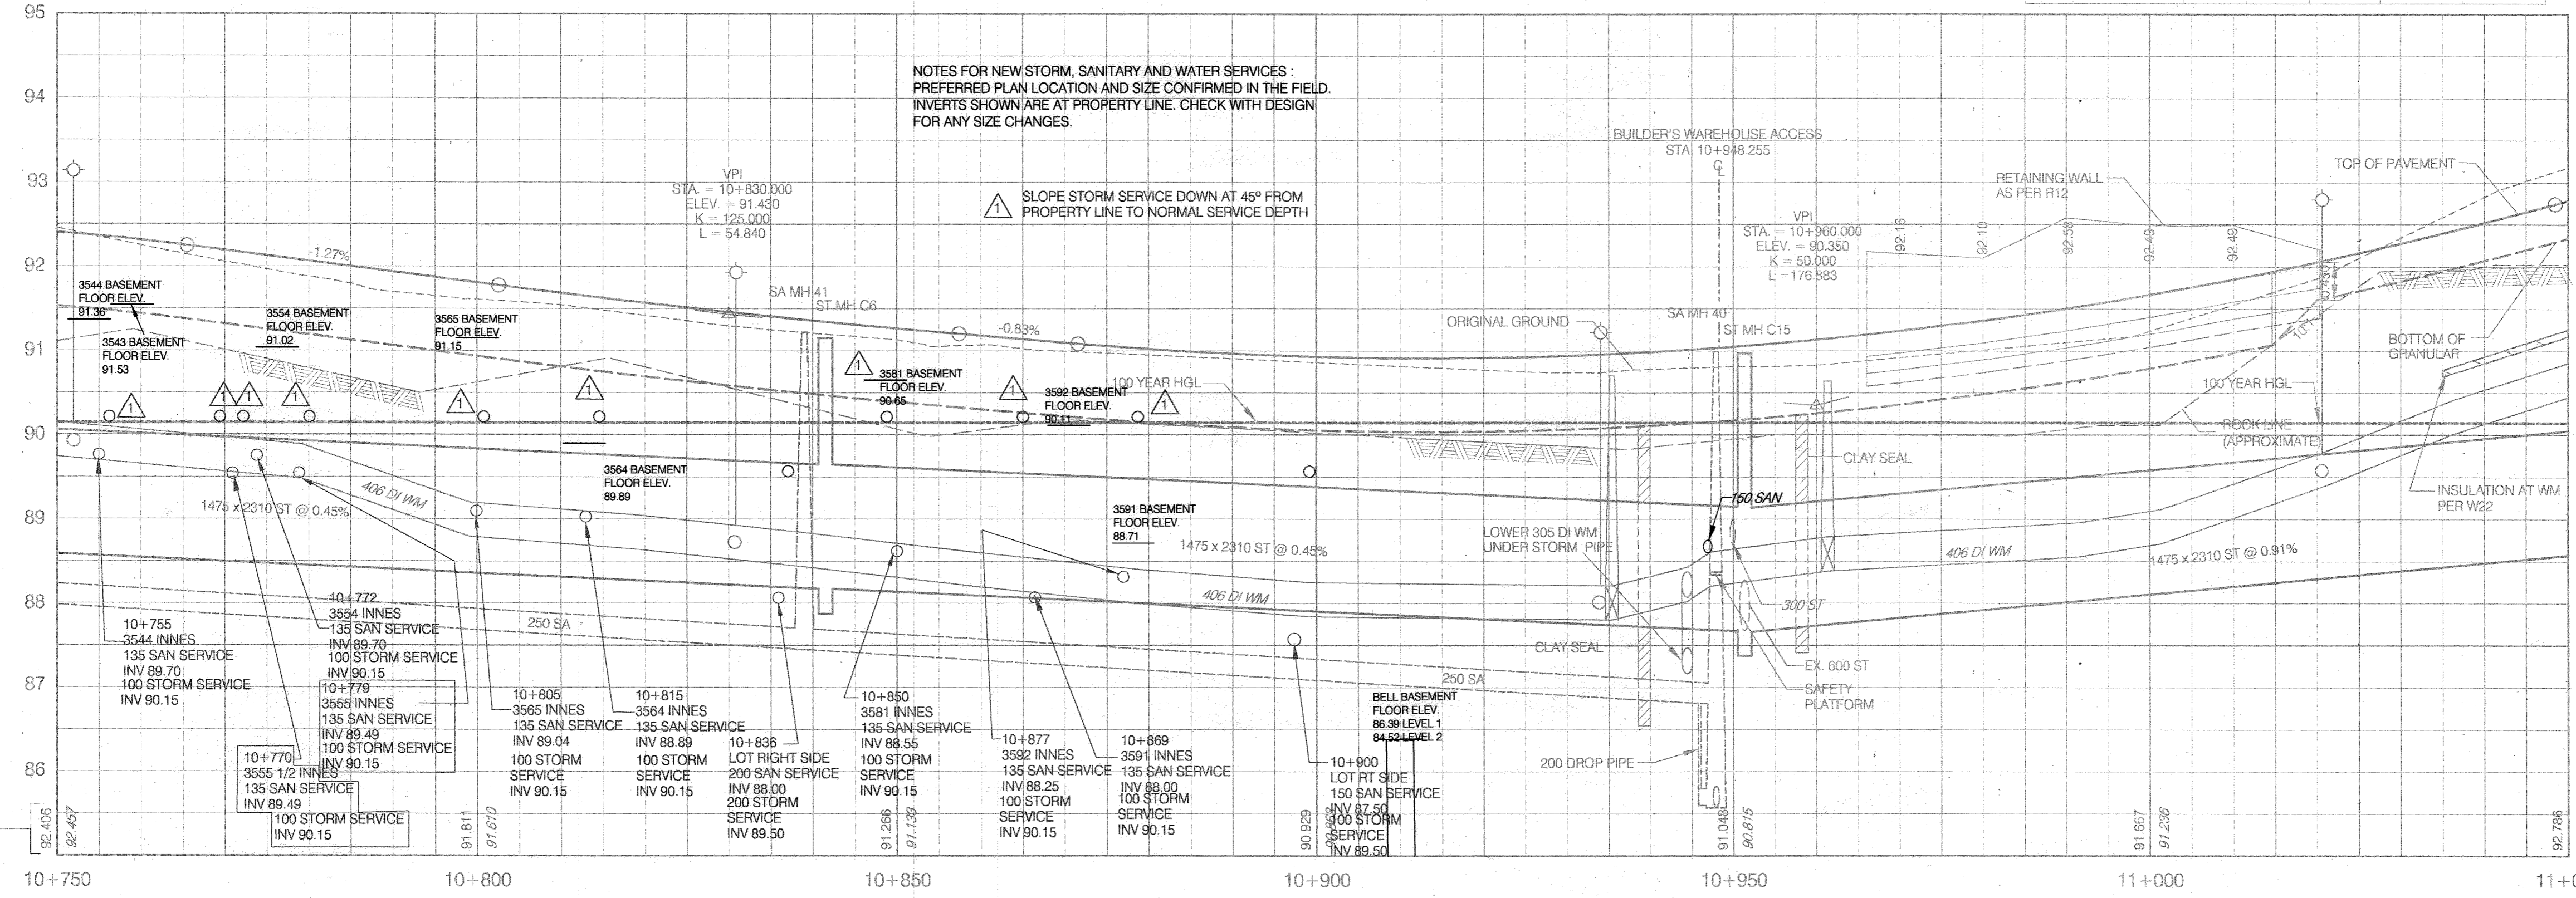 95
94
93
92
91
90
89
88
87
86
NOTES FOR NEW STORM, SANITARY AND WATER SERVICES :
PREFERRED PLAN LOCATION AND SIZE CONFIRMED IN THE FIELD.
INVERTS SHOWN ARE AT PROPERTY LINE. CHECK WITH DESIGN
FOR ANY SIZE CHANGES.
1
SLOPE STORM SERVICE DOWN AT 45º FROM
PROPERTY LINE TO NORMAL SERVICE DEPTH
VPI
STA. = 10+830.000
ELEV. = 91.430
K = 125.000
L = 54.840
BUILDER'S WAREHOUSE ACCESS
STA. 10+948.255
VPI
STA. = 10+960.000
ELEV. = 90.350
K = 50.000
L =176.883
RETAINING WALL
AS PER R12
TOP OF PAVEMENT
92.16
92.10
92.58
92.49
92.49
-1.27%
-0.83%
3544 BASEMENT
FLOOR ELEV.
91.36
3543 BASEMENT
FLOOR ELEV.
91.53
3554 BASEMENT
FLOOR ELEV.
91.02
3565 BASEMENT
FLOOR ELEV.
91.15
SA MH 41
ST MH C6
3581 BASEMENT
FLOOR ELEV.
90.65
3592 BASEMENT
FLOOR ELEV.
90.11
100 YEAR HGL
ORIGINAL GROUND
SA MH 40
ST MH C15
BOTTOM OF
GRANULAR
100 YEAR HGL
ROCK LINE
(APPROXIMATE)
1
1
1
1
1
1
1
1
1
3564 BASEMENT
FLOOR ELEV.
89.89
406 DI WM
1475 x 2310 ST @ 0.45%
3591 BASEMENT
FLOOR ELEV.
88.71
1475 x 2310 ST @ 0.45%
406 DI WM
150 SAN
LOWER 305 DI WM
UNDER STORM PIPE
CLAY SEAL
INSULATION AT WM
PER W22
406 DI WM
1475 x 2310 ST @ 0.91%
300 ST
CLAY SEAL
EX. 600 ST
SAFETY
PLATFORM
250 SA
250 SA
200 DROP PIPE
BELL BASEMENT
FLOOR ELEV.
86.39 LEVEL 1
84.52 LEVEL 2
10+755
3544 INNES
135 SAN SERVICE
INV 89.70
100 STORM SERVICE
INV 90.15
10+772
3554 INNES
135 SAN SERVICE
INV 89.70
100 STORM SERVICE
INV 90.15
10+779
3555 INNES
135 SAN SERVICE
INV 89.49
100 STORM SERVICE
INV 90.15
10+770
3555 1/2 INNES
135 SAN SERVICE
INV 89.49
100 STORM SERVICE
INV 90.15
10+805
3565 INNES
135 SAN SERVICE
INV 89.04
100 STORM
SERVICE
INV 90.15
10+815
3564 INNES
135 SAN SERVICE
INV 88.89
100 STORM
SERVICE
INV 90.15
10+836
LOT RIGHT SIDE
200 SAN SERVICE
INV 88.00
200 STORM
SERVICE
INV 89.50
10+850
3581 INNES
135 SAN SERVICE
INV 88.55
100 STORM
SERVICE
INV 90.15
10+877
3592 INNES
135 SAN SERVICE
INV 88.25
100 STORM
SERVICE
INV 90.15
10+869
3591 INNES
135 SAN SERVICE
INV 88.00
100 STORM
SERVICE
INV 90.15
10+900
LOT RT SIDE
150 SAN SERVICE
INV 87.50
100 STORM
SERVICE
INV 89.50
92.406
92.457
91.811
91.610
91.266
91.133
90.929
91.048
90.815
91.667
91.236
92.786
10+750
10+800
10+850
10+900
10+950
11+000